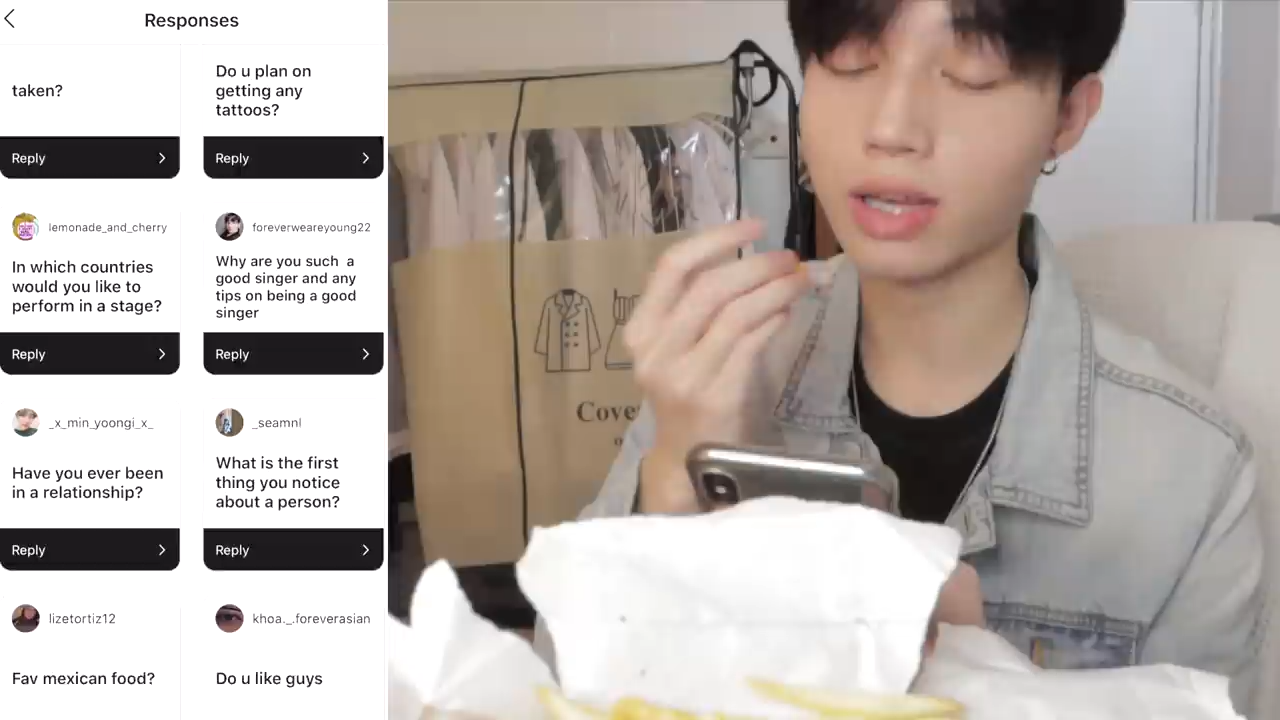 Responses
taken?
Reply
Do u plan on
getting any
tattoos?
Reply
lemonade_and_cherry
In which countries
would you like to
perform in a stage?
Reply
foreverweareyoung22
Why are you such a
good singer and any
tips on being a good
singer
Reply
_x_min_yoongi_x_
Have you ever been
in a relationship?
Reply
_seamnl
What is the first
thing you notice
about a person?
Reply
lizetortiz12
Fav mexican food?
khoa._.foreverasian
Do u like guys